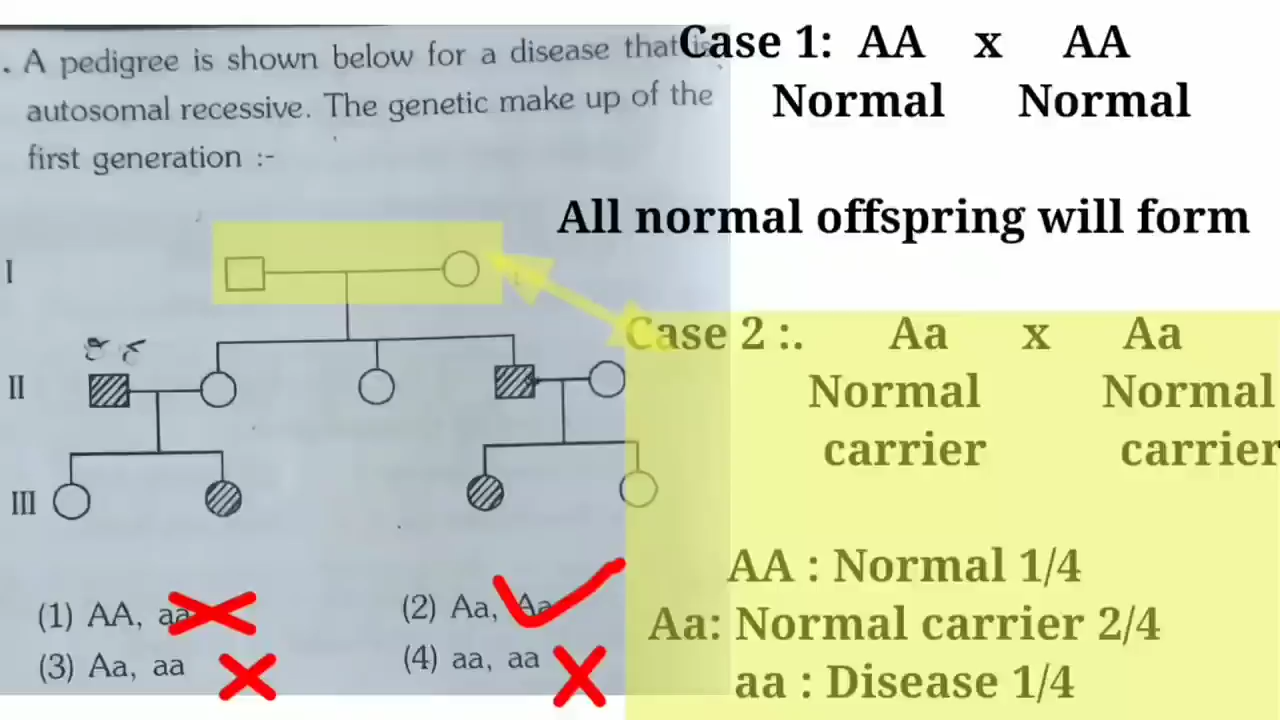 . A pedigree is shown below for a disease that is
autosomal recessive. The genetic make up of the
first generation :-
I
II
III
(1) AA, aa
(2) Aa, Aa
(3) Aa, aa
(4) aa, aa
Case 1: AA x AA
Normal Normal
All normal offspring will form
Case 2 :. Aa x Aa
Normal Normal
carrier carrier
AA : Normal 1/4
Aa: Normal carrier 2/4
aa : Disease 1/4